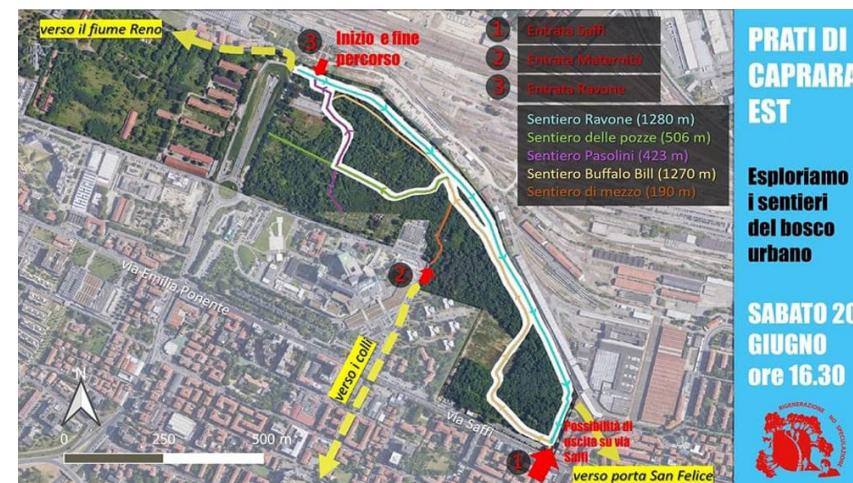 verso il fiume Reno
3
Inizio e fine
percorso
1 Entrata Saffi
2 Entrata Maternità
3 Entrata Ravone
Sentiero Ravone (1280 m)
Sentiero delle pozze (506 m)
Sentiero Pasolini (423 m)
Sentiero Buffalo Bill (1270 m)
Sentiero di mezzo (190 m)
2
via Emilia Ponente
verso i colli
via Saffi
N
0 250 500 m
Possibilità di
uscita su via
Saffi
1
verso porta San Felice
PRATI DI
CAPRARA
EST
Esploriamo
i sentieri
del bosco
urbano
SABATO 20
GIUGNO
ore 16.30
RIGENERAZIONE NO SPECULAZIONE